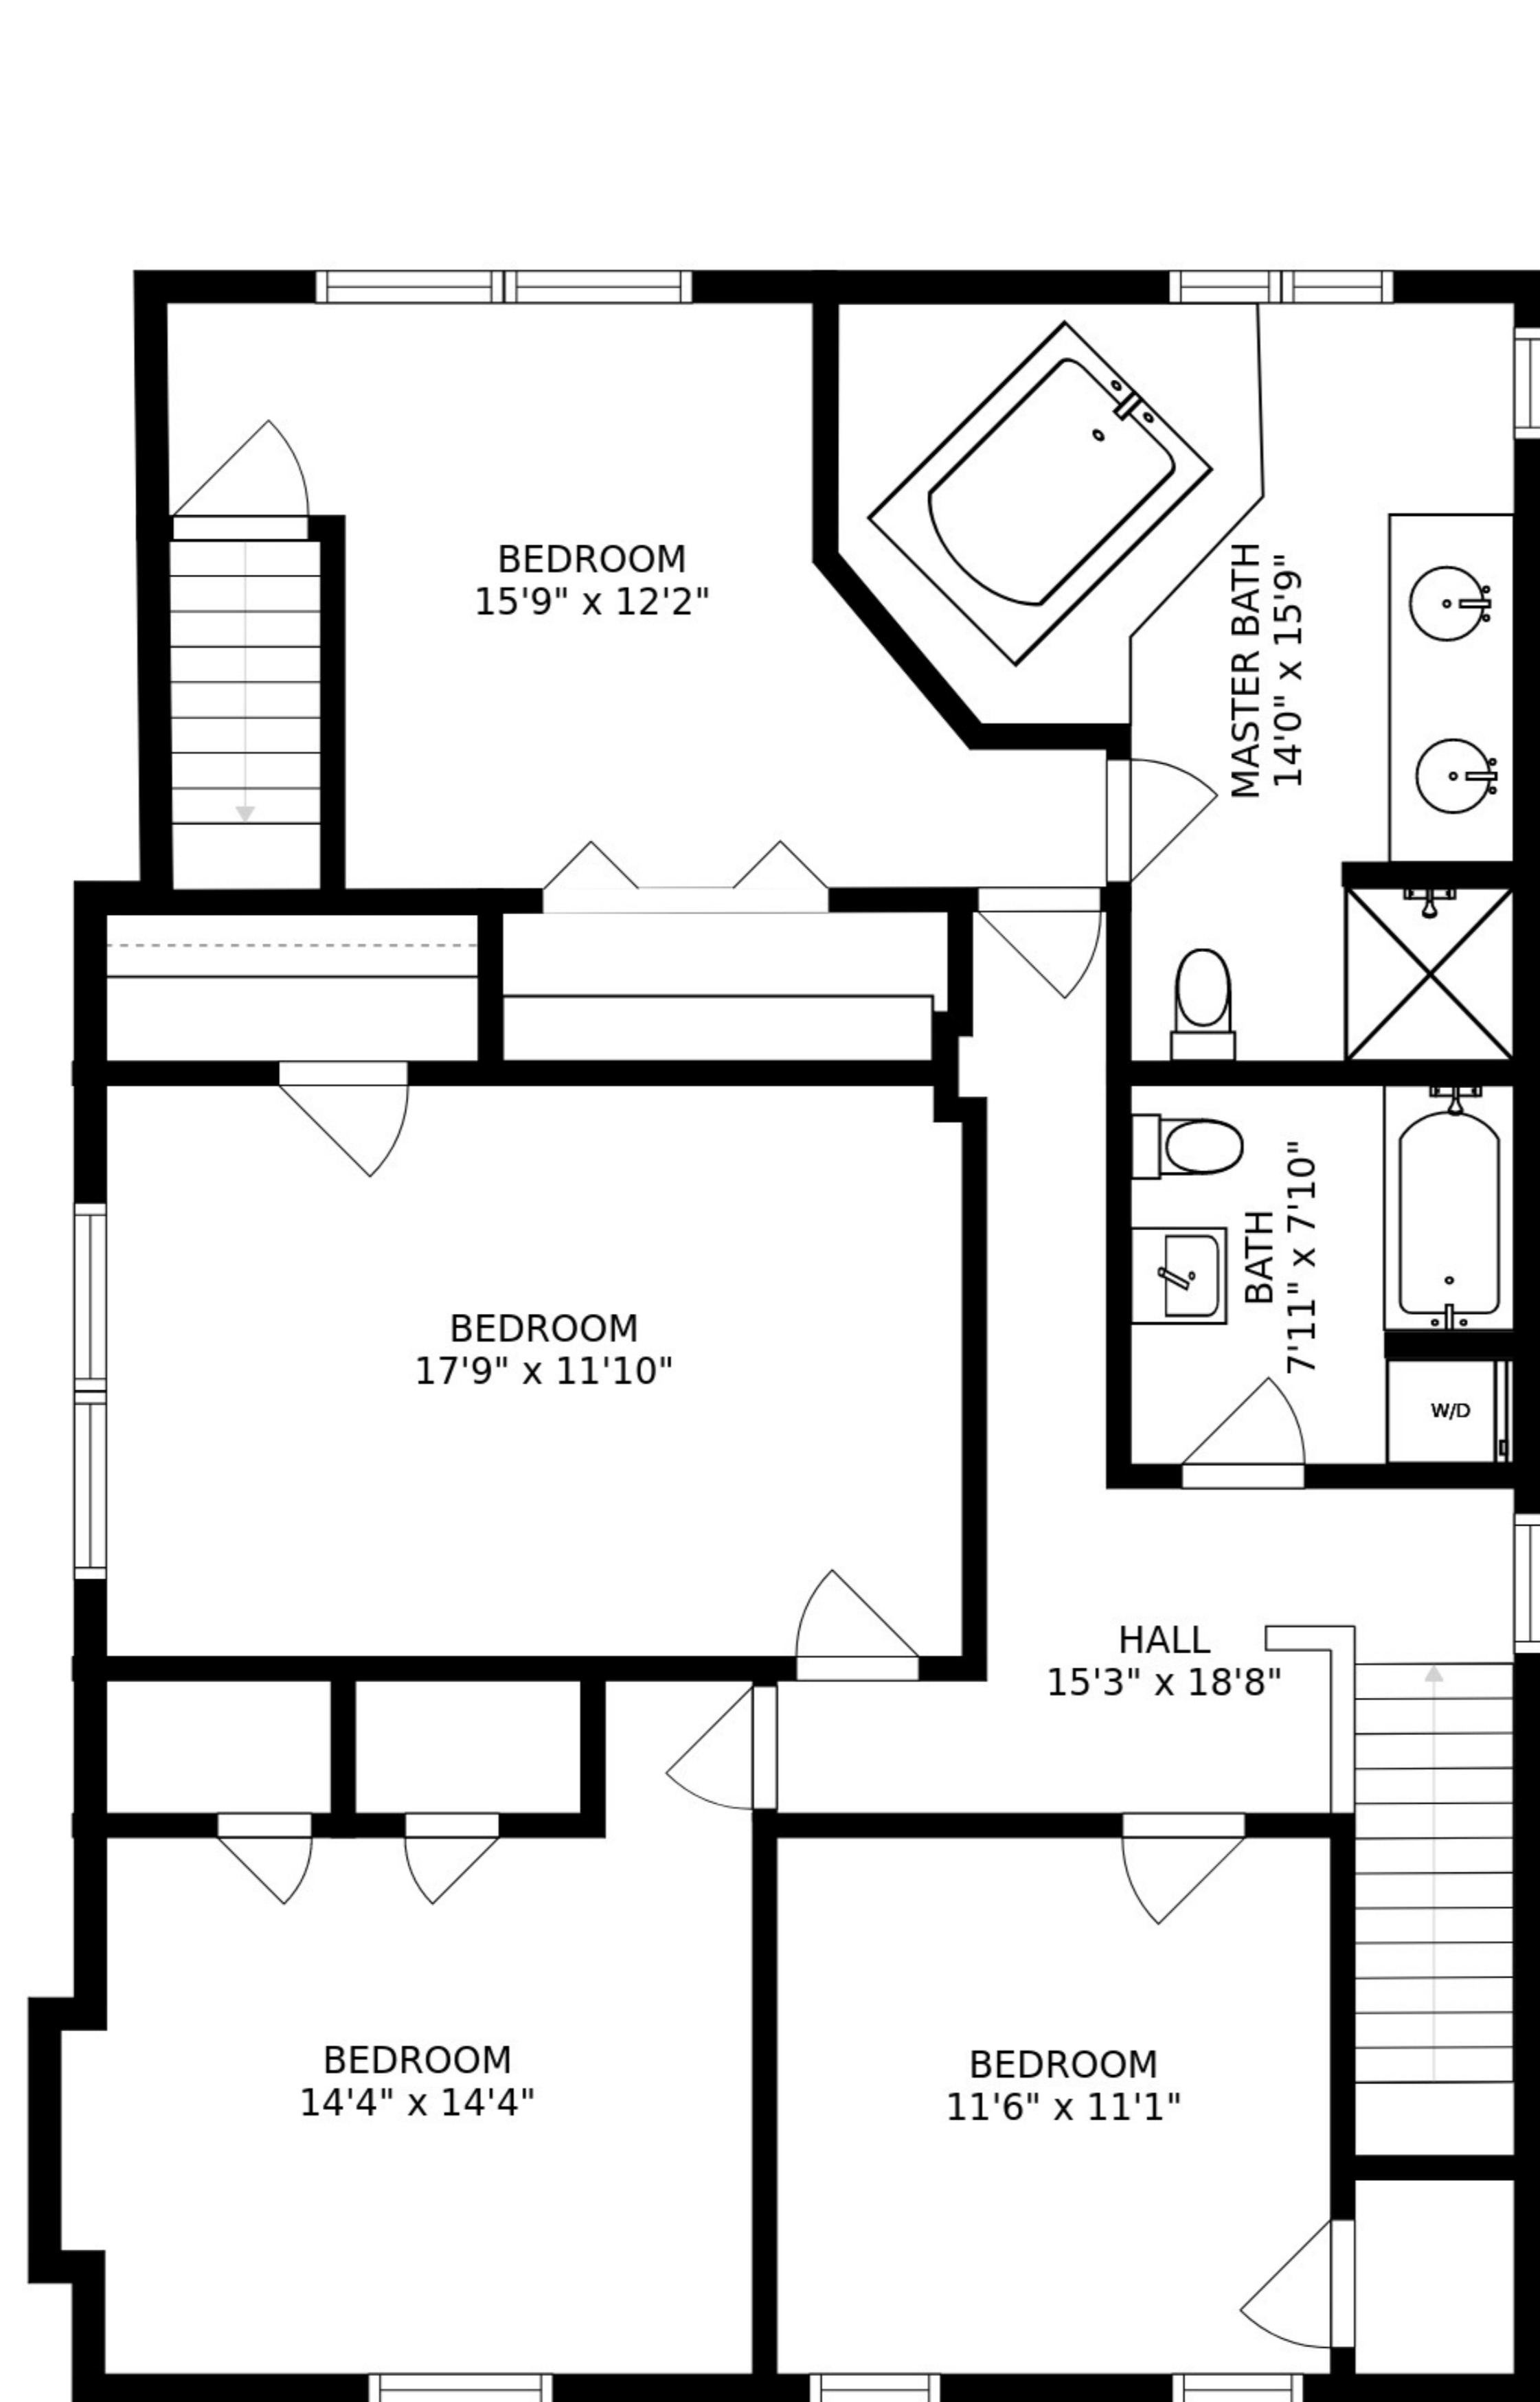 BEDROOM
15'9" x 12'2"
MASTER BATH
14'0" x 15'9"
BEDROOM
17'9" x 11'10"
BATH
7'11" x 7'10"
W/D
HALL
15'3" x 18'8"
BEDROOM
14'4" x 14'4"
BEDROOM
11'6" x 11'1"